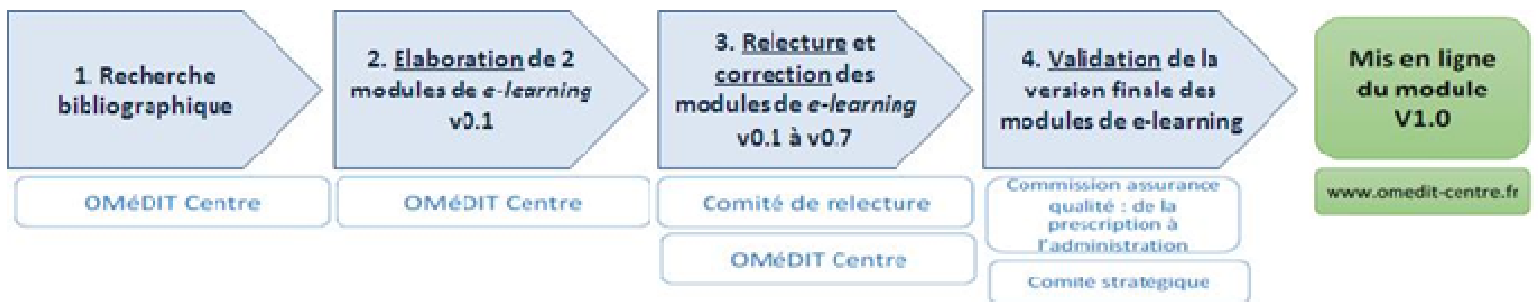 1. Recherche
bibliographique
OMéDIT Centre
2. Elaboration de 2
modules de e-learning
v0.1
OMéDIT Centre
3. Relecture et
correction des
modules de e-learning
v0.1 à v0.7
Comité de relecture
OMéDIT Centre
4. Validation de la
version finale des
modules de e-learning
Commission assurance
qualité : de la
prescription à
l'administration
Comité stratégique
Mis en ligne
du module
V1.0
www.omedit-centre.fr